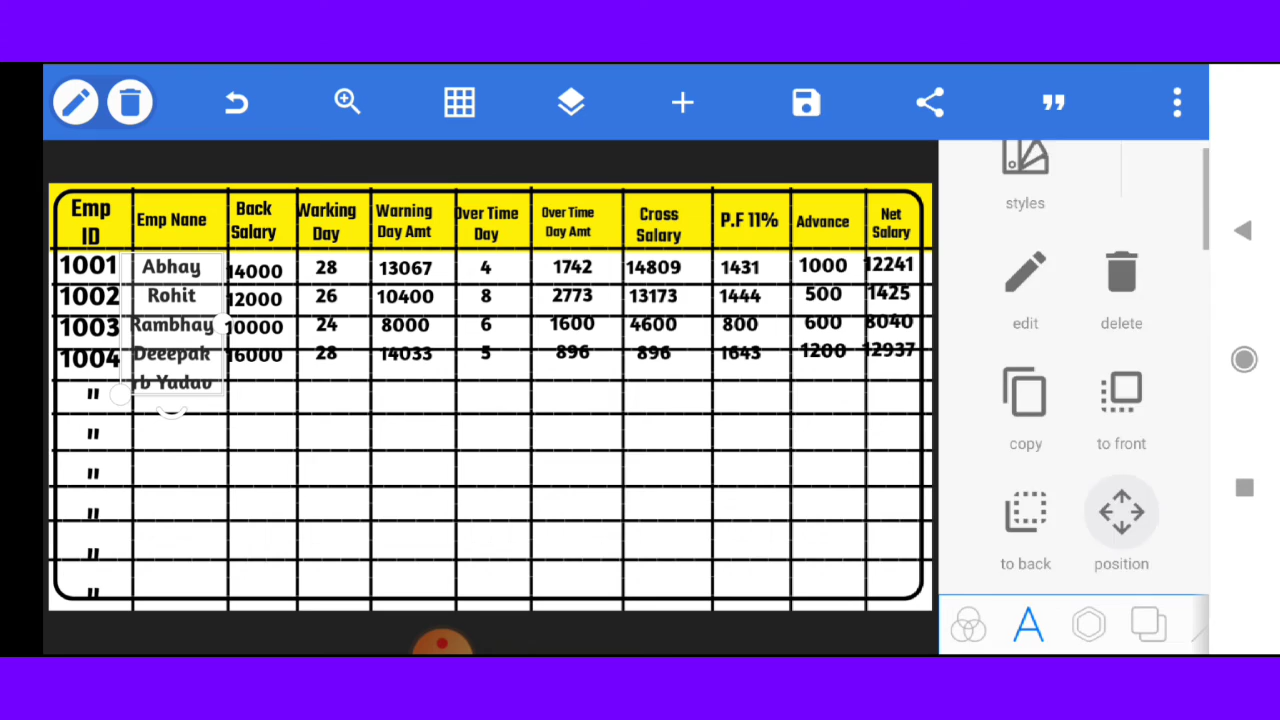 Emp ID Emp Nane Back Salary Warking Day Warning Day Amt Over Time Day Over Time Day Amt Cross Salary P.F 11% Advance Net Salary
1001 Abhay 14000 28 13067 4 1742 14809 1431 1000 12241
1002 Rohit 12000 26 10400 8 2773 13173 1444 500 1425
1003 Rambhay 10000 24 8000 6 1600 4600 800 600 8040
1004 Deeepak 16000 28 14033 5 896 896 1643 1200 12937
" rb Yadav
"
"
"
"
"
styles
edit delete
copy to front
to back position